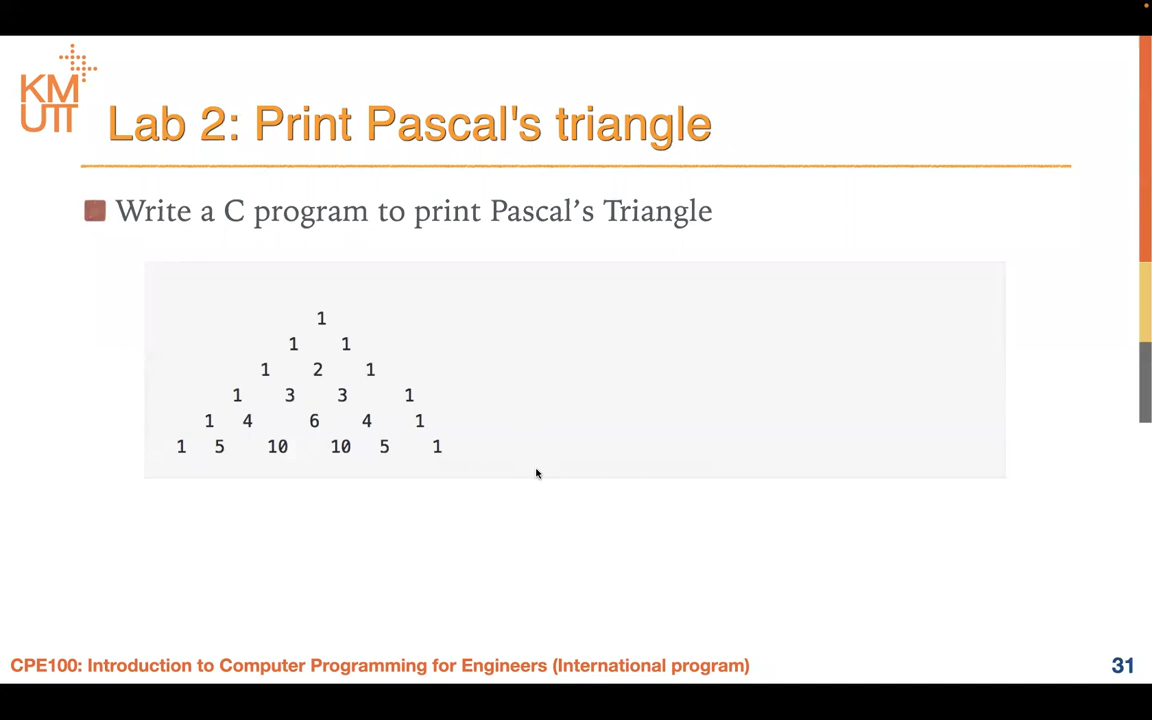 KM
UTT
Lab 2: Print Pascal's triangle
Write a C program to print Pascal's Triangle
1
1 1
1 2 1
1 3 3 1
1 4 6 4 1
1 5 10 10 5 1
CPE100: Introduction to Computer Programming for Engineers (International program)
31